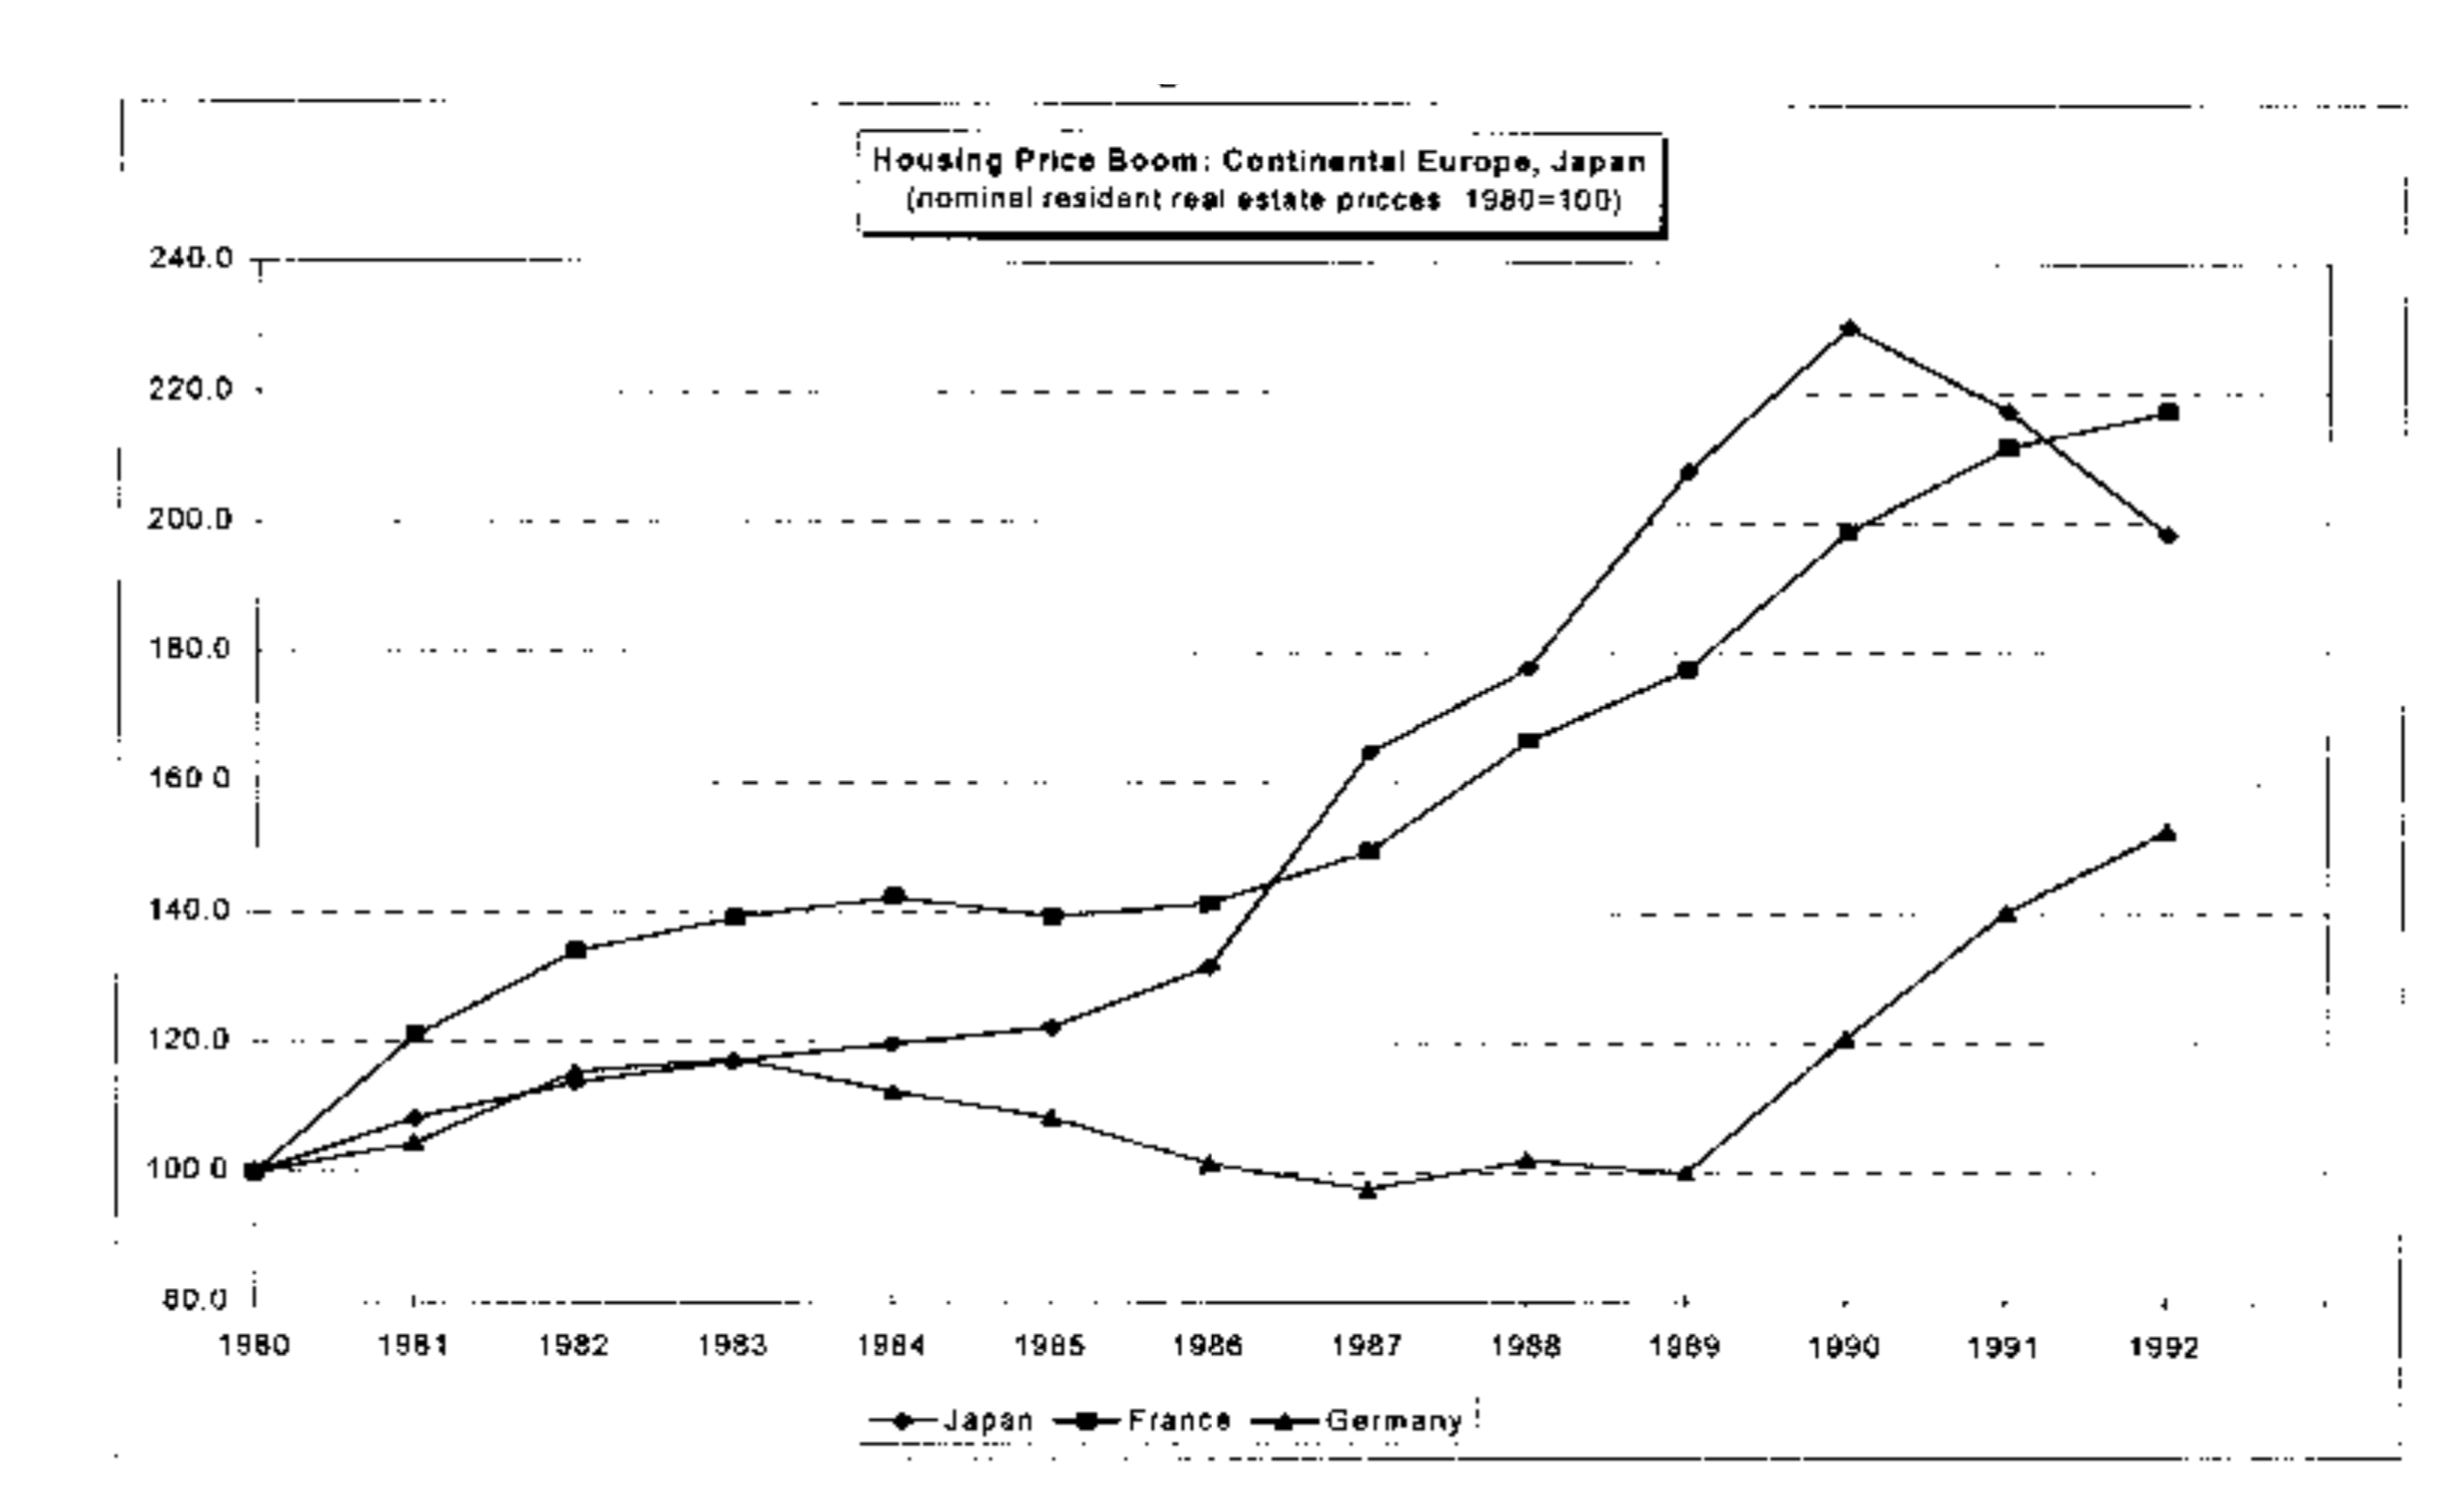 Housing Price Boom: Continental Europe, Japan
(nominal resident real estate pricces 1980=100)
240.0
220.0
200.0
180.0
160.0
140.0
120.0
100.0
80.0
1980 1981 1982 1983 1984 1985 1986 1987 1988 1989 1990 1991 1992
Japan France Germany